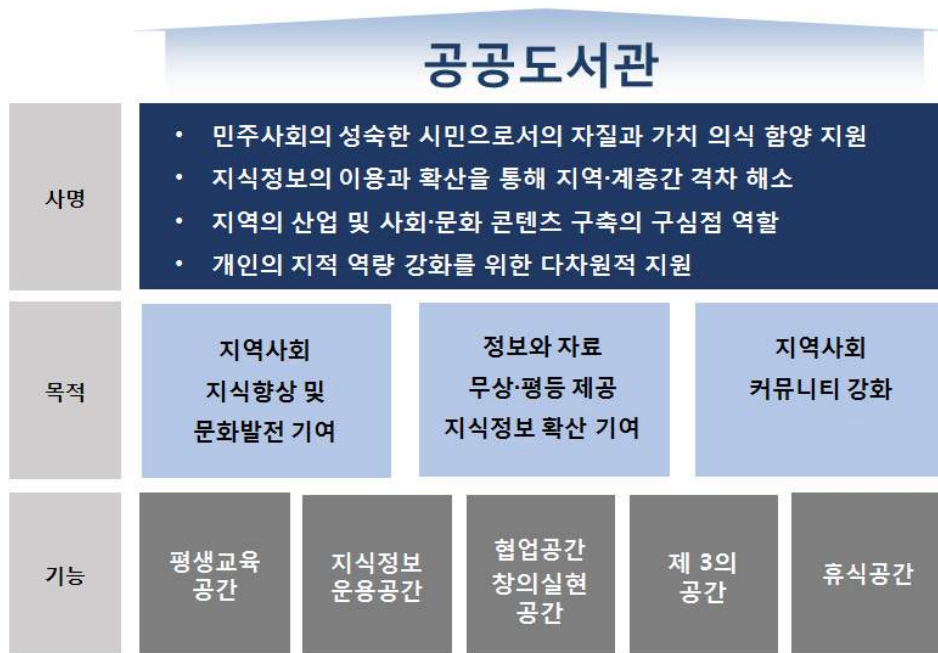 공공도서관
사명
• 민주사회의 성숙한 시민으로서의 자질과 가치 의식 함양 지원
• 지식정보의 이용과 확산을 통해 지역·계층간 격차 해소
• 지역의 산업 및 사회·문화 콘텐츠 구축의 구심점 역할
• 개인의 지적 역량 강화를 위한 다차원적 지원
목적
지역사회
지식향상 및
문화발전 기여
정보와 자료
무상·평등 제공
지식정보 확산 기여
지역사회
커뮤니티 강화
기능
평생교육
공간
지식정보
운용공간
협업공간
창의실현
공간
제 3의
공간
휴식공간